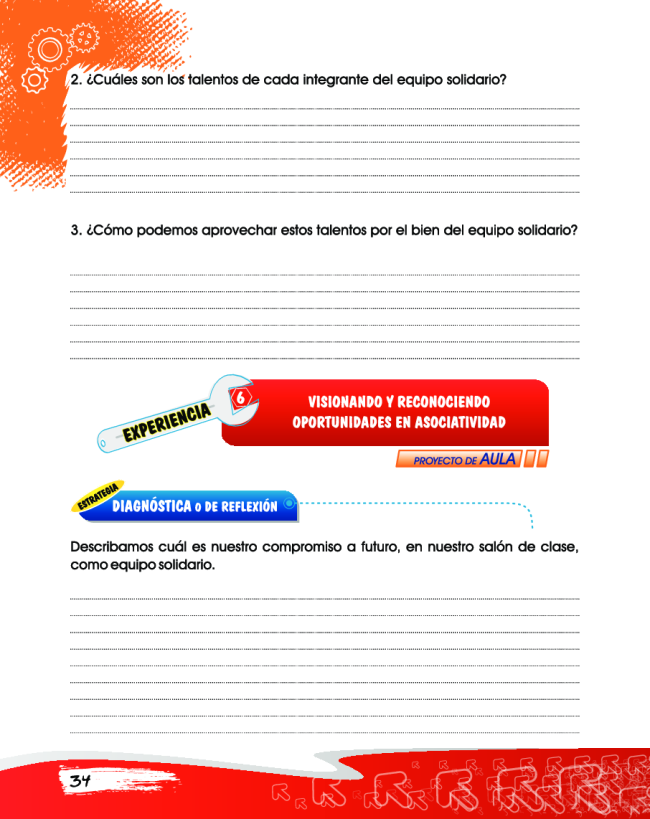 2. ¿Cuáles son los talentos de cada integrante del equipo solidario?
3. ¿Cómo podemos aprovechar estos talentos por el bien del equipo solidario?
EXPERIENCIA 6
VISIONANDO Y RECONOCIENDO
OPORTUNIDADES EN ASOCIATIVIDAD
PROYECTO DE AULA
ESTRATEGIA
DIAGNÓSTICA o DE REFLEXIÓN
Describamos cuál es nuestro compromiso a futuro, en nuestro salón de clase,
como equipo solidario.
34